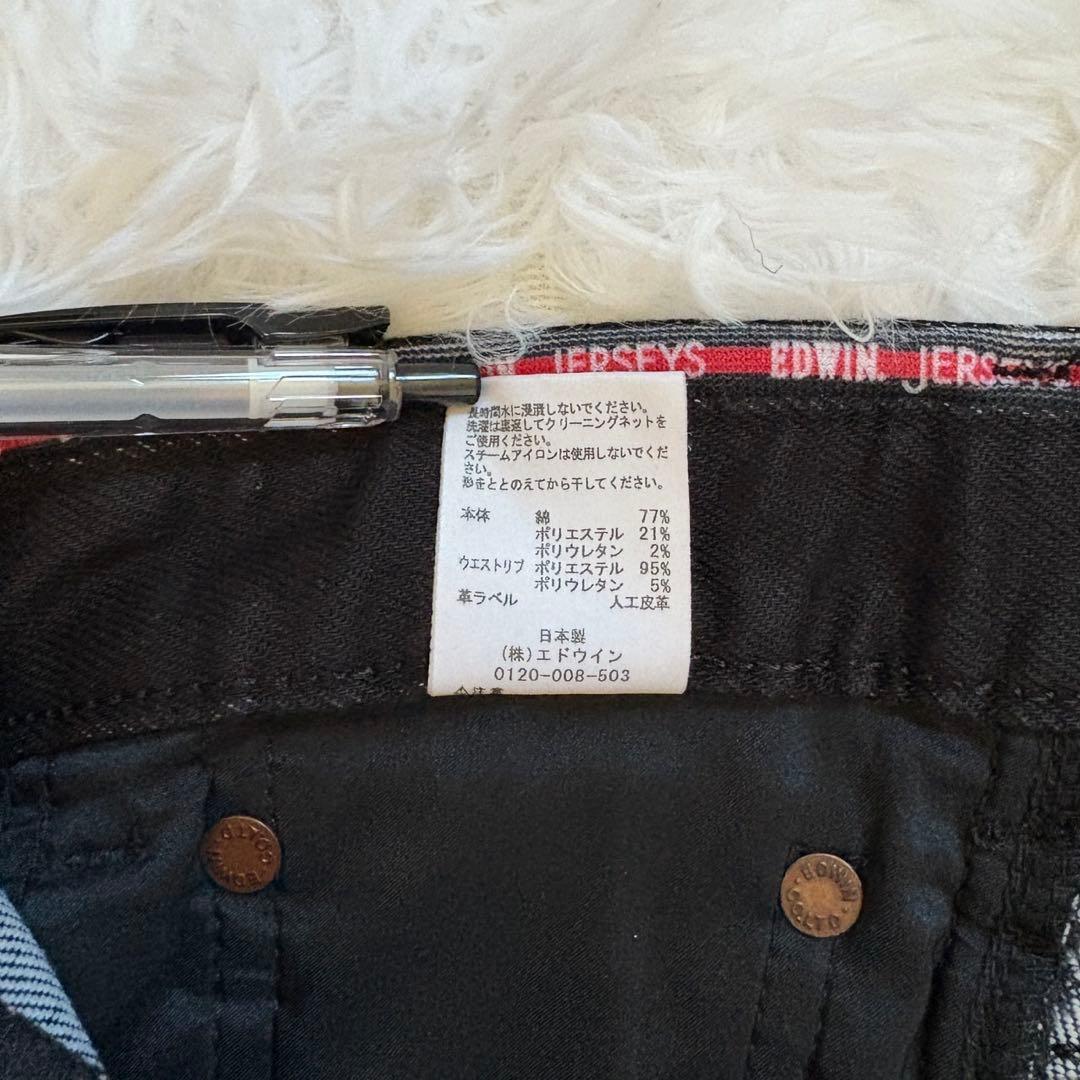 JERSEYS EDWIN JERS
長時間水に浸漬しないでください。
洗濯は裏返してクリーニングネットを
ご使用ください。
スチームアイロンは使用しないでくだ
さい。
形をととのえてから干してください。
本体 綿 77%
ポリエステル 21%
ポリウレタン 2%
ウエストリブ ポリエステル 95%
ポリウレタン 5%
革ラベル 人工皮革
日本製
(株)エドウイン
0120-008-503
⚠注意
·EDWIN· CO.LTD
·EDWIN· CO.LTD